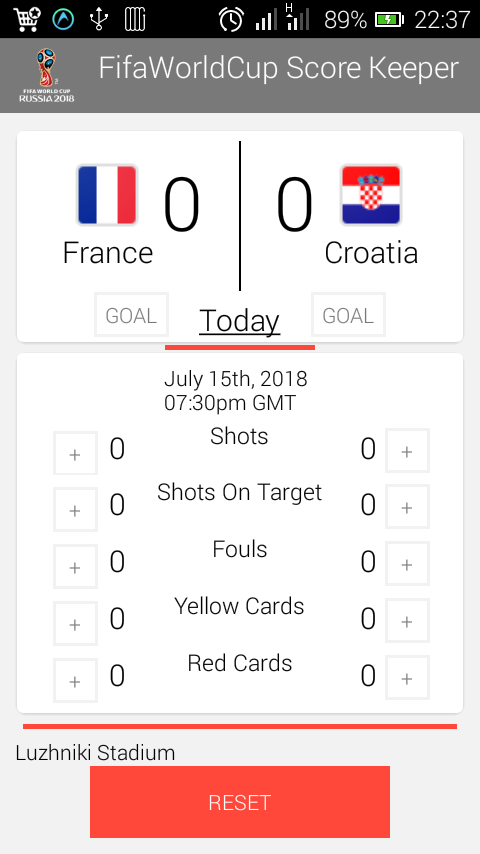 H 89% 22:37
FifaWorldCup Score Keeper
FIFA WORLD CUP
RUSSIA 2018
0 0
France Croatia
GOAL Today GOAL
July 15th, 2018
07:30pm GMT
+ 0 Shots 0 +
+ 0 Shots On Target 0 +
+ 0 Fouls 0 +
+ 0 Yellow Cards 0 +
+ 0 Red Cards 0 +
Luzhniki Stadium
RESET